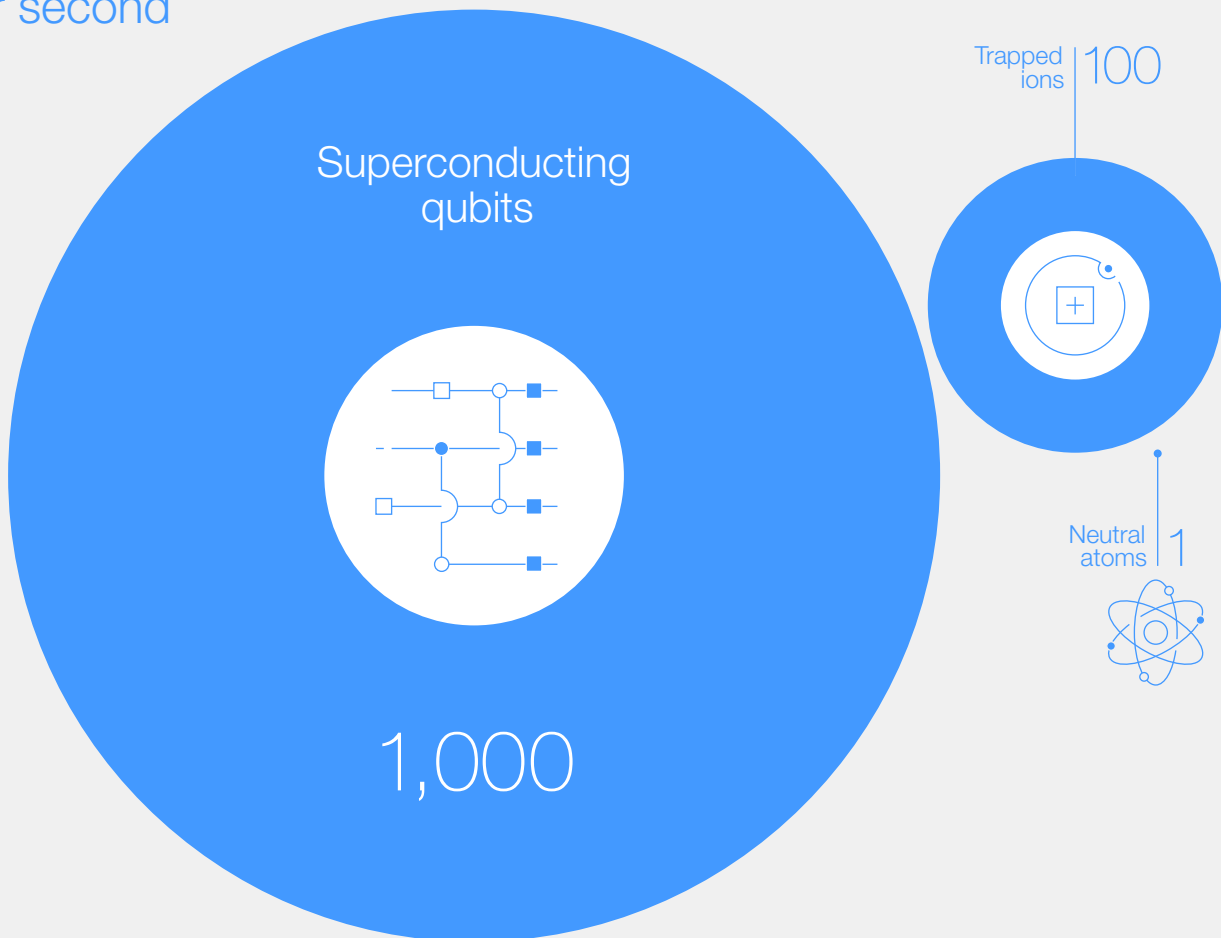 second
Trapped
ions
100
Superconducting
qubits
Neutral
atoms
1
1,000